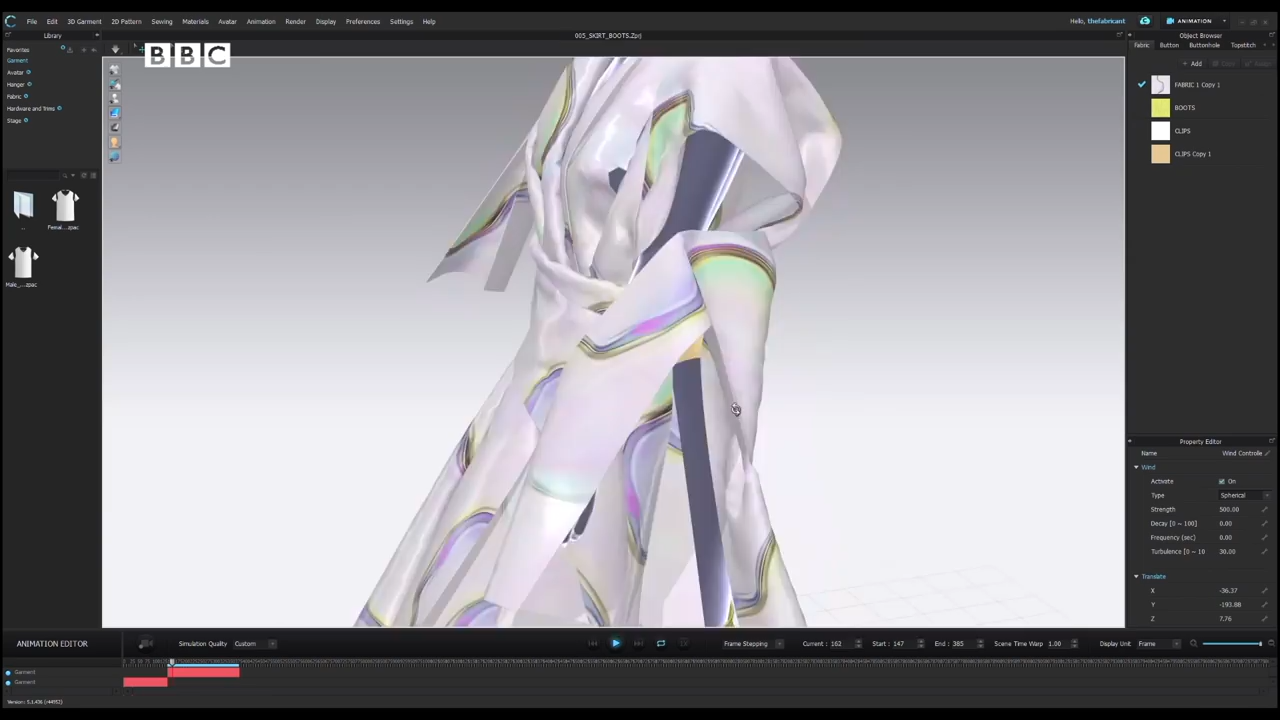 File Edit 3D Garment 2D Pattern Sewing Materials Avatar Animation Render Display Preferences Settings Help
Hello, thefabricant ANIMATION
Library 005_SKIRT_BOOTS.Zprj Object Browser
BBC
Fabric Button Buttonhole Topstitch
Favorites
Garment
Avatar
Hanger
Fabric
Hardware and Trims
Stage
+ Add
FABRIC 1 Copy 1
BOOTS
CLIPS
CLIPS Copy 1
..
Femal...zpac
Male_...zpac
Property Editor
Name Wind Controlle
Wind
Activate On
Type Spherical
Strength 500.00
Decay [0 ~ 100] 0.00
Frequency (sec) 0.00
Turbulence [0 ~ 10 30.00
Translate
X -36.37
Y -193.88
Z 7.76
ANIMATION EDITOR Simulation Quality Custom Frame Stepping Current : 162 Start : 147 End : 385 Scene Time Warp 1.00 Display Unit Frame
Garment
Garment